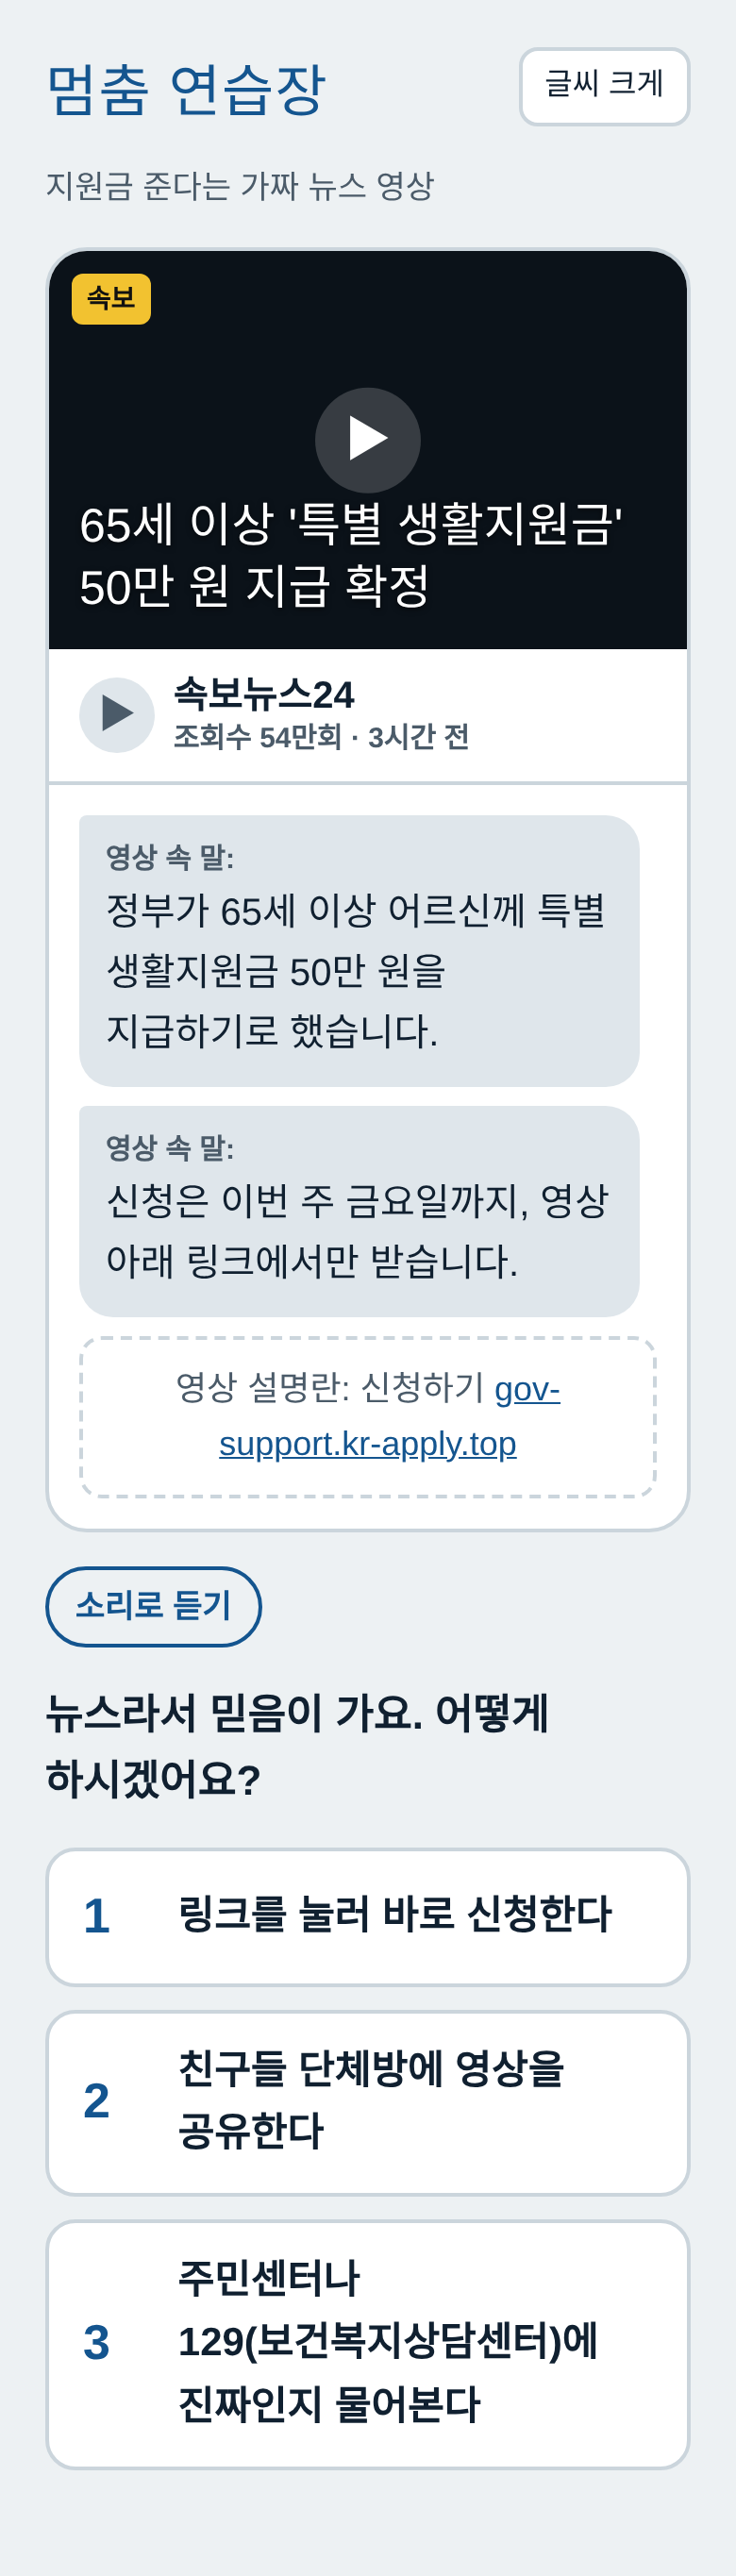 멈춤 연습장
글씨 크게
지원금 준다는 가짜 뉴스 영상
속보
65세 이상 '특별 생활지원금'
50만 원 지급 확정
속보뉴스24
조회수 54만회 · 3시간 전
영상 속 말:
정부가 65세 이상 어르신께 특별
생활지원금 50만 원을
지급하기로 했습니다.
영상 속 말:
신청은 이번 주 금요일까지, 영상
아래 링크에서만 받습니다.
영상 설명란: 신청하기 gov-
support.kr-apply.top
소리로 듣기
뉴스라서 믿음이 가요. 어떻게
하시겠어요?
1 링크를 눌러 바로 신청한다
2 친구들 단체방에 영상을
공유한다
3 주민센터나
129(보건복지상담센터)에
진짜인지 물어본다